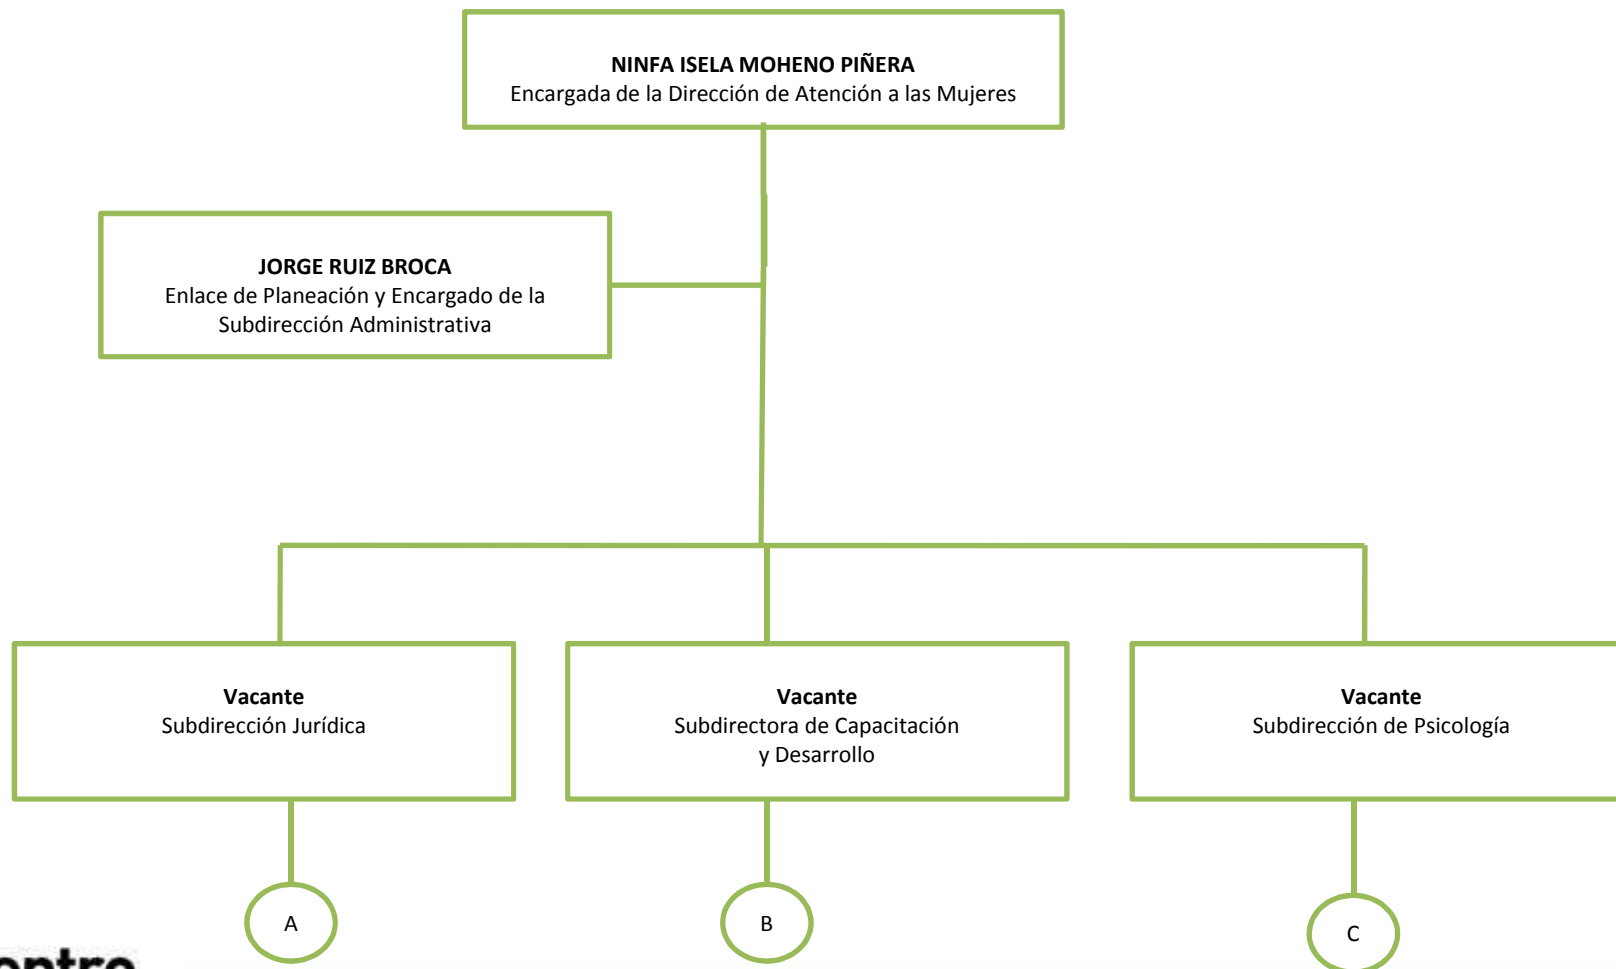 NINFA ISELA MOHENO PIÑERA
Encargada de la Dirección de Atención a las Mujeres
JORGE RUIZ BROCA
Enlace de Planeación y Encargado de la
Subdirección Administrativa
Vacante
Subdirección Jurídica
Vacante
Subdirectora de Capacitación
y Desarrollo
Vacante
Subdirección de Psicología
A
B
C